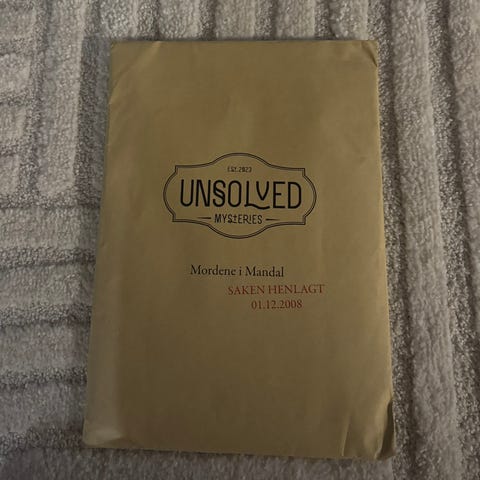 EST. 2023
UNSOLVED
MYSTERIES
Mordene i Mandal
SAKEN HENLAGT
01.12.2008